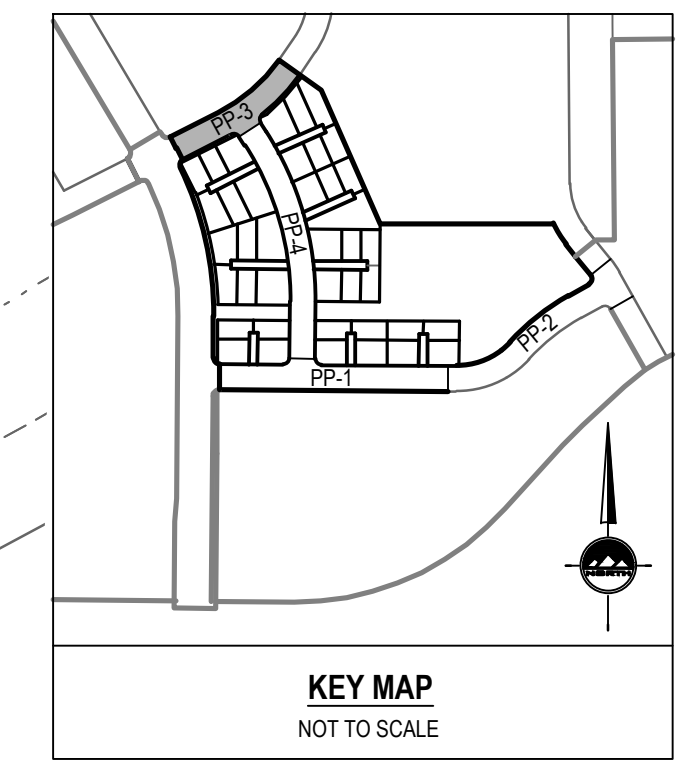 PP-3
PP-4
PP-2
PP-1
NORTH
KEY MAP
NOT TO SCALE